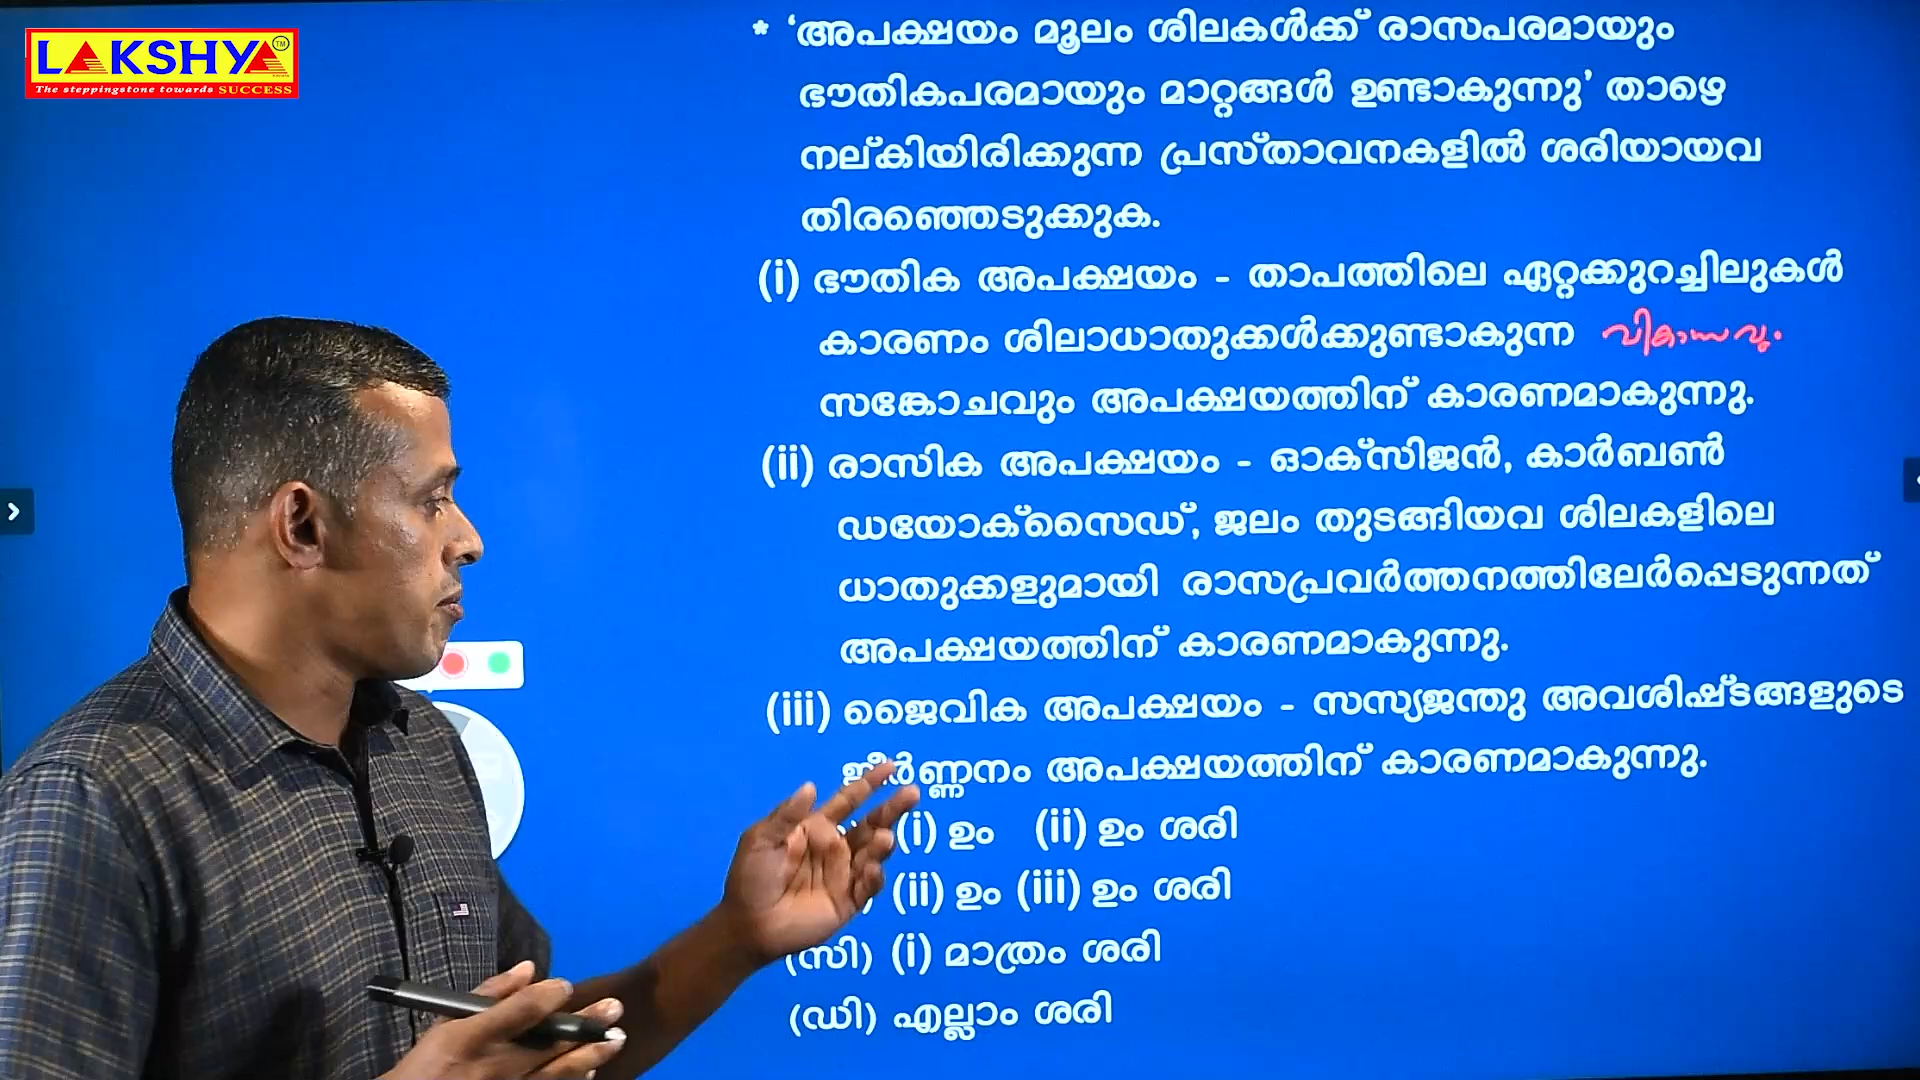 LAKSHYA TM
The steppingstone towards SUCCESS
* ‘അപക്ഷയം മൂലം ശിലകൾക്ക് രാസപരമായും
ഭൗതികപരമായും മാറ്റങ്ങൾ ഉണ്ടാകുന്നു’ താഴെ
നല്കിയിരിക്കുന്ന പ്രസ്താവനകളിൽ ശരിയായവ
തിരഞ്ഞെടുക്കുക.
(i) ഭൗതിക അപക്ഷയം - താപത്തിലെ ഏറ്റക്കുറച്ചിലുകൾ
കാരണം ശിലാധാതുക്കൾക്കുണ്ടാകുന്ന വികാസവും
സങ്കോചവും അപക്ഷയത്തിന് കാരണമാകുന്നു.
(ii) രാസിക അപക്ഷയം - ഓക്സിജൻ, കാർബൺ
ഡയോക്സൈഡ്, ജലം തുടങ്ങിയവ ശിലകളിലെ
ധാതുക്കളുമായി രാസപ്രവർത്തനത്തിലേർപ്പെടുന്നത്
അപക്ഷയത്തിന് കാരണമാകുന്നു.
(iii) ജൈവിക അപക്ഷയം - സസ്യജന്തു അവശിഷ്ടങ്ങളുടെ
ജീർണ്ണനം അപക്ഷയത്തിന് കാരണമാകുന്നു.
(i) ഉം (ii) ഉം ശരി
(ii) ഉം (iii) ഉം ശരി
(സി) (i) മാത്രം ശരി
(ഡി) എല്ലാം ശരി